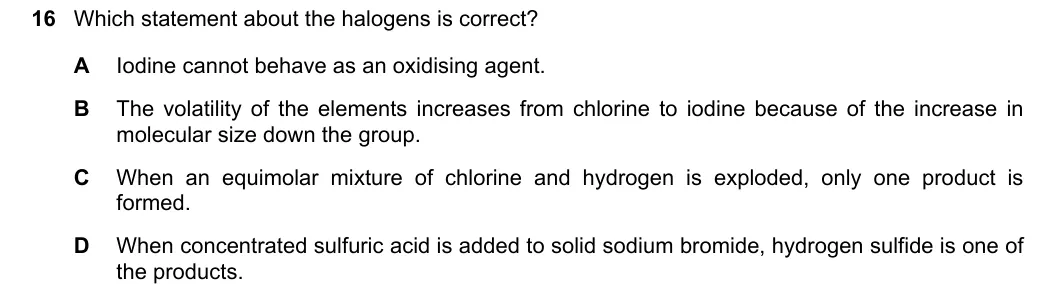 16 Which statement about the halogens is correct?
A Iodine cannot behave as an oxidising agent.
B The volatility of the elements increases from chlorine to iodine because of the increase in
molecular size down the group.
C When an equimolar mixture of chlorine and hydrogen is exploded, only one product is
formed.
D When concentrated sulfuric acid is added to solid sodium bromide, hydrogen sulfide is one of
the products.